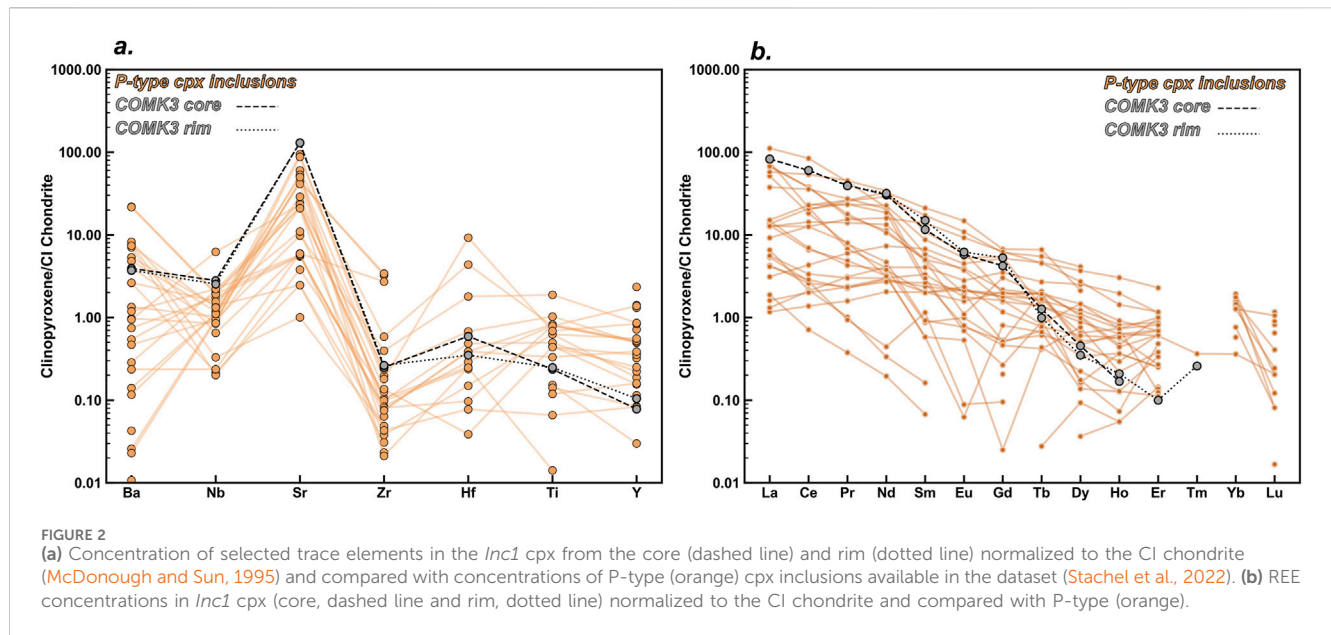 a.
1000.00
100.00
10.00
1.00
0.10
0.01
Clinopyroxene/CI Chondrite
P-type cpx inclusions
COMK3 core
COMK3 rim
Ba Nb Sr Zr Hf Ti Y
b.
1000.00
100.00
10.00
1.00
0.10
0.01
Clinopyroxene/CI Chondrite
P-type cpx inclusions
COMK3 core
COMK3 rim
La Ce Pr Nd Sm Eu Gd Tb Dy Ho Er Tm Yb Lu
FIGURE 2
(a) Concentration of selected trace elements in the Inc1 cpx from the core (dashed line) and rim (dotted line) normalized to the CI chondrite
(McDonough and Sun, 1995) and compared with concentrations of P-type (orange) cpx inclusions available in the dataset (Stachel et al., 2022). (b) REE
concentrations in Inc1 cpx (core, dashed line and rim, dotted line) normalized to the CI chondrite and compared with P-type (orange).